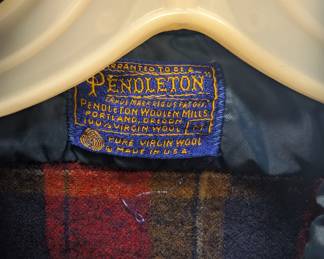 WARRANTED TO BE A
"PENDLETON"
TRADE MARK REG US PAT OFF.
PENDLETON WOOLEN MILLS
PORTLAND, OREGON
100% VIRGIN WOOL
PURE VIRGIN WOOL
MADE IN U.S.A.